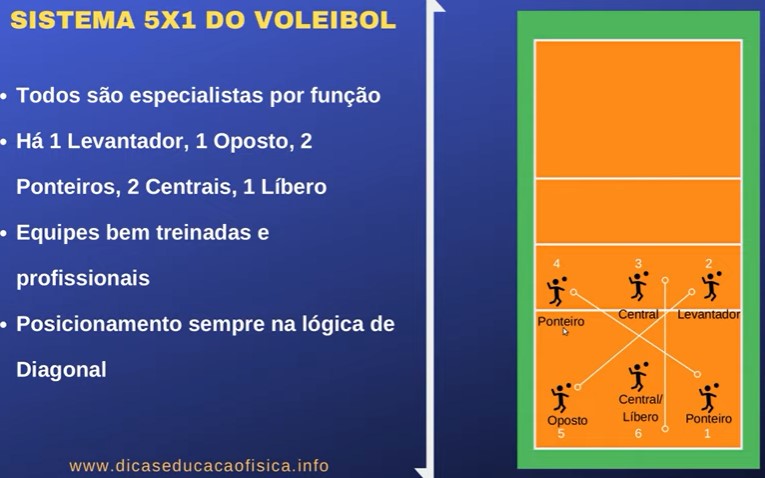 SISTEMA 5X1 DO VOLEIBOL
• Todos são especialistas por função
• Há 1 Levantador, 1 Oposto, 2
Ponteiros, 2 Centrais, 1 Líbero
• Equipes bem treinadas e
profissionais
• Posicionamento sempre na lógica de
Diagonal
www.dicaseducacaofisica.info
4 3 2
Ponteiro Central Levantador
Central/
Líbero
Oposto Ponteiro
5 6 1